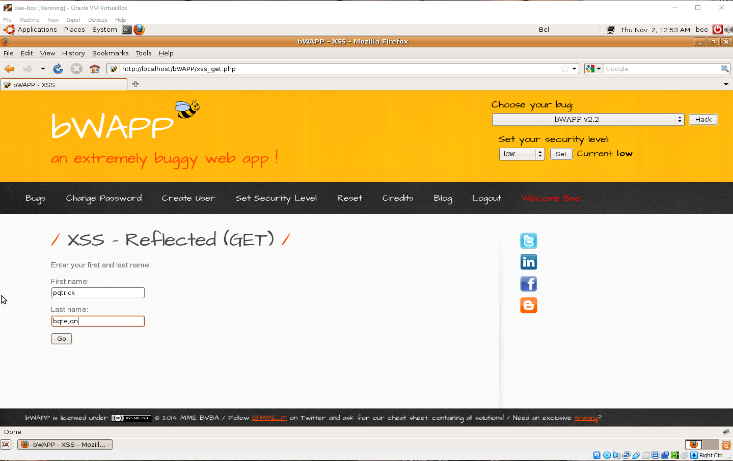 Bee-Box [Running] - Oracle VM VirtualBox
File Machine View Input Devices Help
Applications Places System
Bel
Thu Nov 2, 12:53 AM bee
bWAPP - XSS - Mozilla Firefox
File Edit View History Bookmarks Tools Help
http://localhost/bWAPP/xss_get.php
Google
bWAPP - XSS
bWAPP
an extremely buggy web app !
Choose your bug:
bWAPP v2.2
Hack
Set your security level:
low
Set
Current: low
Bugs Change Password Create User Set Security Level Reset Credits Blog Logout Welcome Bee
/ XSS - Reflected (GET) /
Enter your first and last name:
First name:
pqtrick
Last name:
bqte,qn
Go
bWAPP is licensed under © 2014 MME BVBA / Follow @MME_IT on Twitter and ask for our cheat sheet, containing all solutions! / Need an exclusive training?
Done
bWAPP - XSS - Mozill...
Right Ctrl